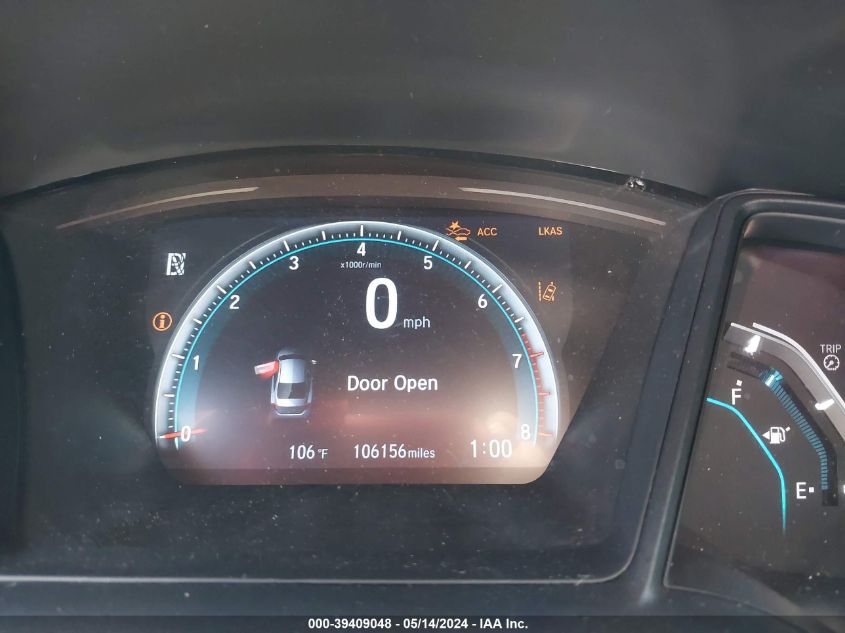 ACC LKAS
4
3 5
x1000r/min
2 6
0 mph
1 7
TRIP
Door Open
F
0 8
106°F 106156miles 1:00
E
000-39409048 - 05/14/2024 - IAA Inc.